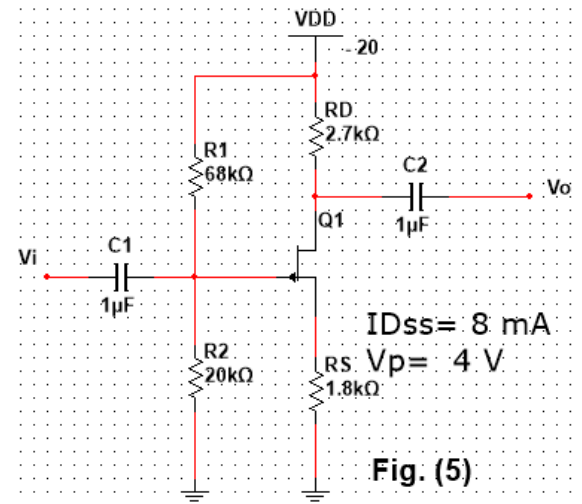 VDD
- 20
RD
2.7kΩ
R1
68kΩ
C2
Vo
Q1
1µF
C1
Vi
1µF
IDss= 8 mA
R2
20kΩ
RS
Vp= 4 V
1.8kΩ
Fig. (5)